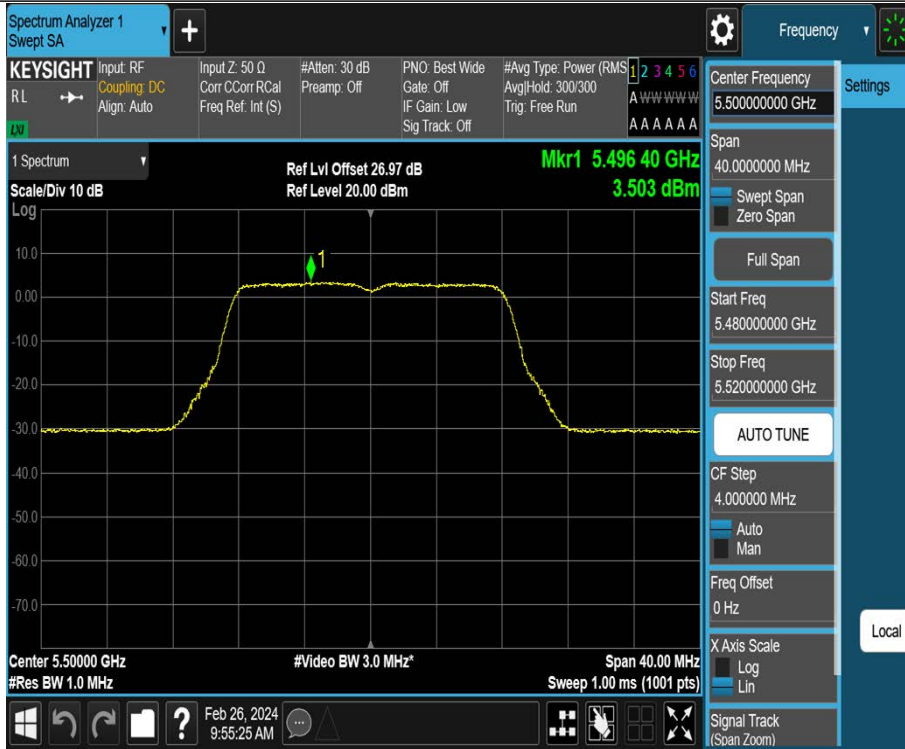 Spectrum Analyzer 1
Swept SA
Frequency
KEYSIGHT
R L
LXI
Input: RF
Coupling: DC
Align: Auto
Input Z: 50 Ω
Corr CCorr RCal
Freq Ref: Int (S)
#Atten: 30 dB
Preamp: Off
PNO: Best Wide
Gate: Off
IF Gain: Low
Sig Track: Off
#Avg Type: Power (RMS
Avg|Hold: 300/300
Trig: Free Run
1 2 3 4 5 6
A W W W W W
A A A A A A
Center Frequency
5.500000000 GHz
Settings
1 Spectrum
Scale/Div 10 dB
Log
Ref Lvl Offset 26.97 dB
Ref Level 20.00 dBm
Mkr1 5.496 40 GHz
3.503 dBm
Span
40.0000000 MHz
Swept Span
Zero Span
Full Span
Start Freq
5.480000000 GHz
Stop Freq
5.520000000 GHz
AUTO TUNE
CF Step
4.000000 MHz
Auto
Man
Freq Offset
0 Hz
X Axis Scale
Log
Lin
Signal Track
(Span Zoom)
Local
10.0
0.00
-10.0
-20.0
-30.0
-40.0
-50.0
-60.0
-70.0
1
Center 5.50000 GHz
#Res BW 1.0 MHz
#Video BW 3.0 MHz*
Span 40.00 MHz
Sweep 1.00 ms (1001 pts)
?
Feb 26, 2024
9:55:25 AM